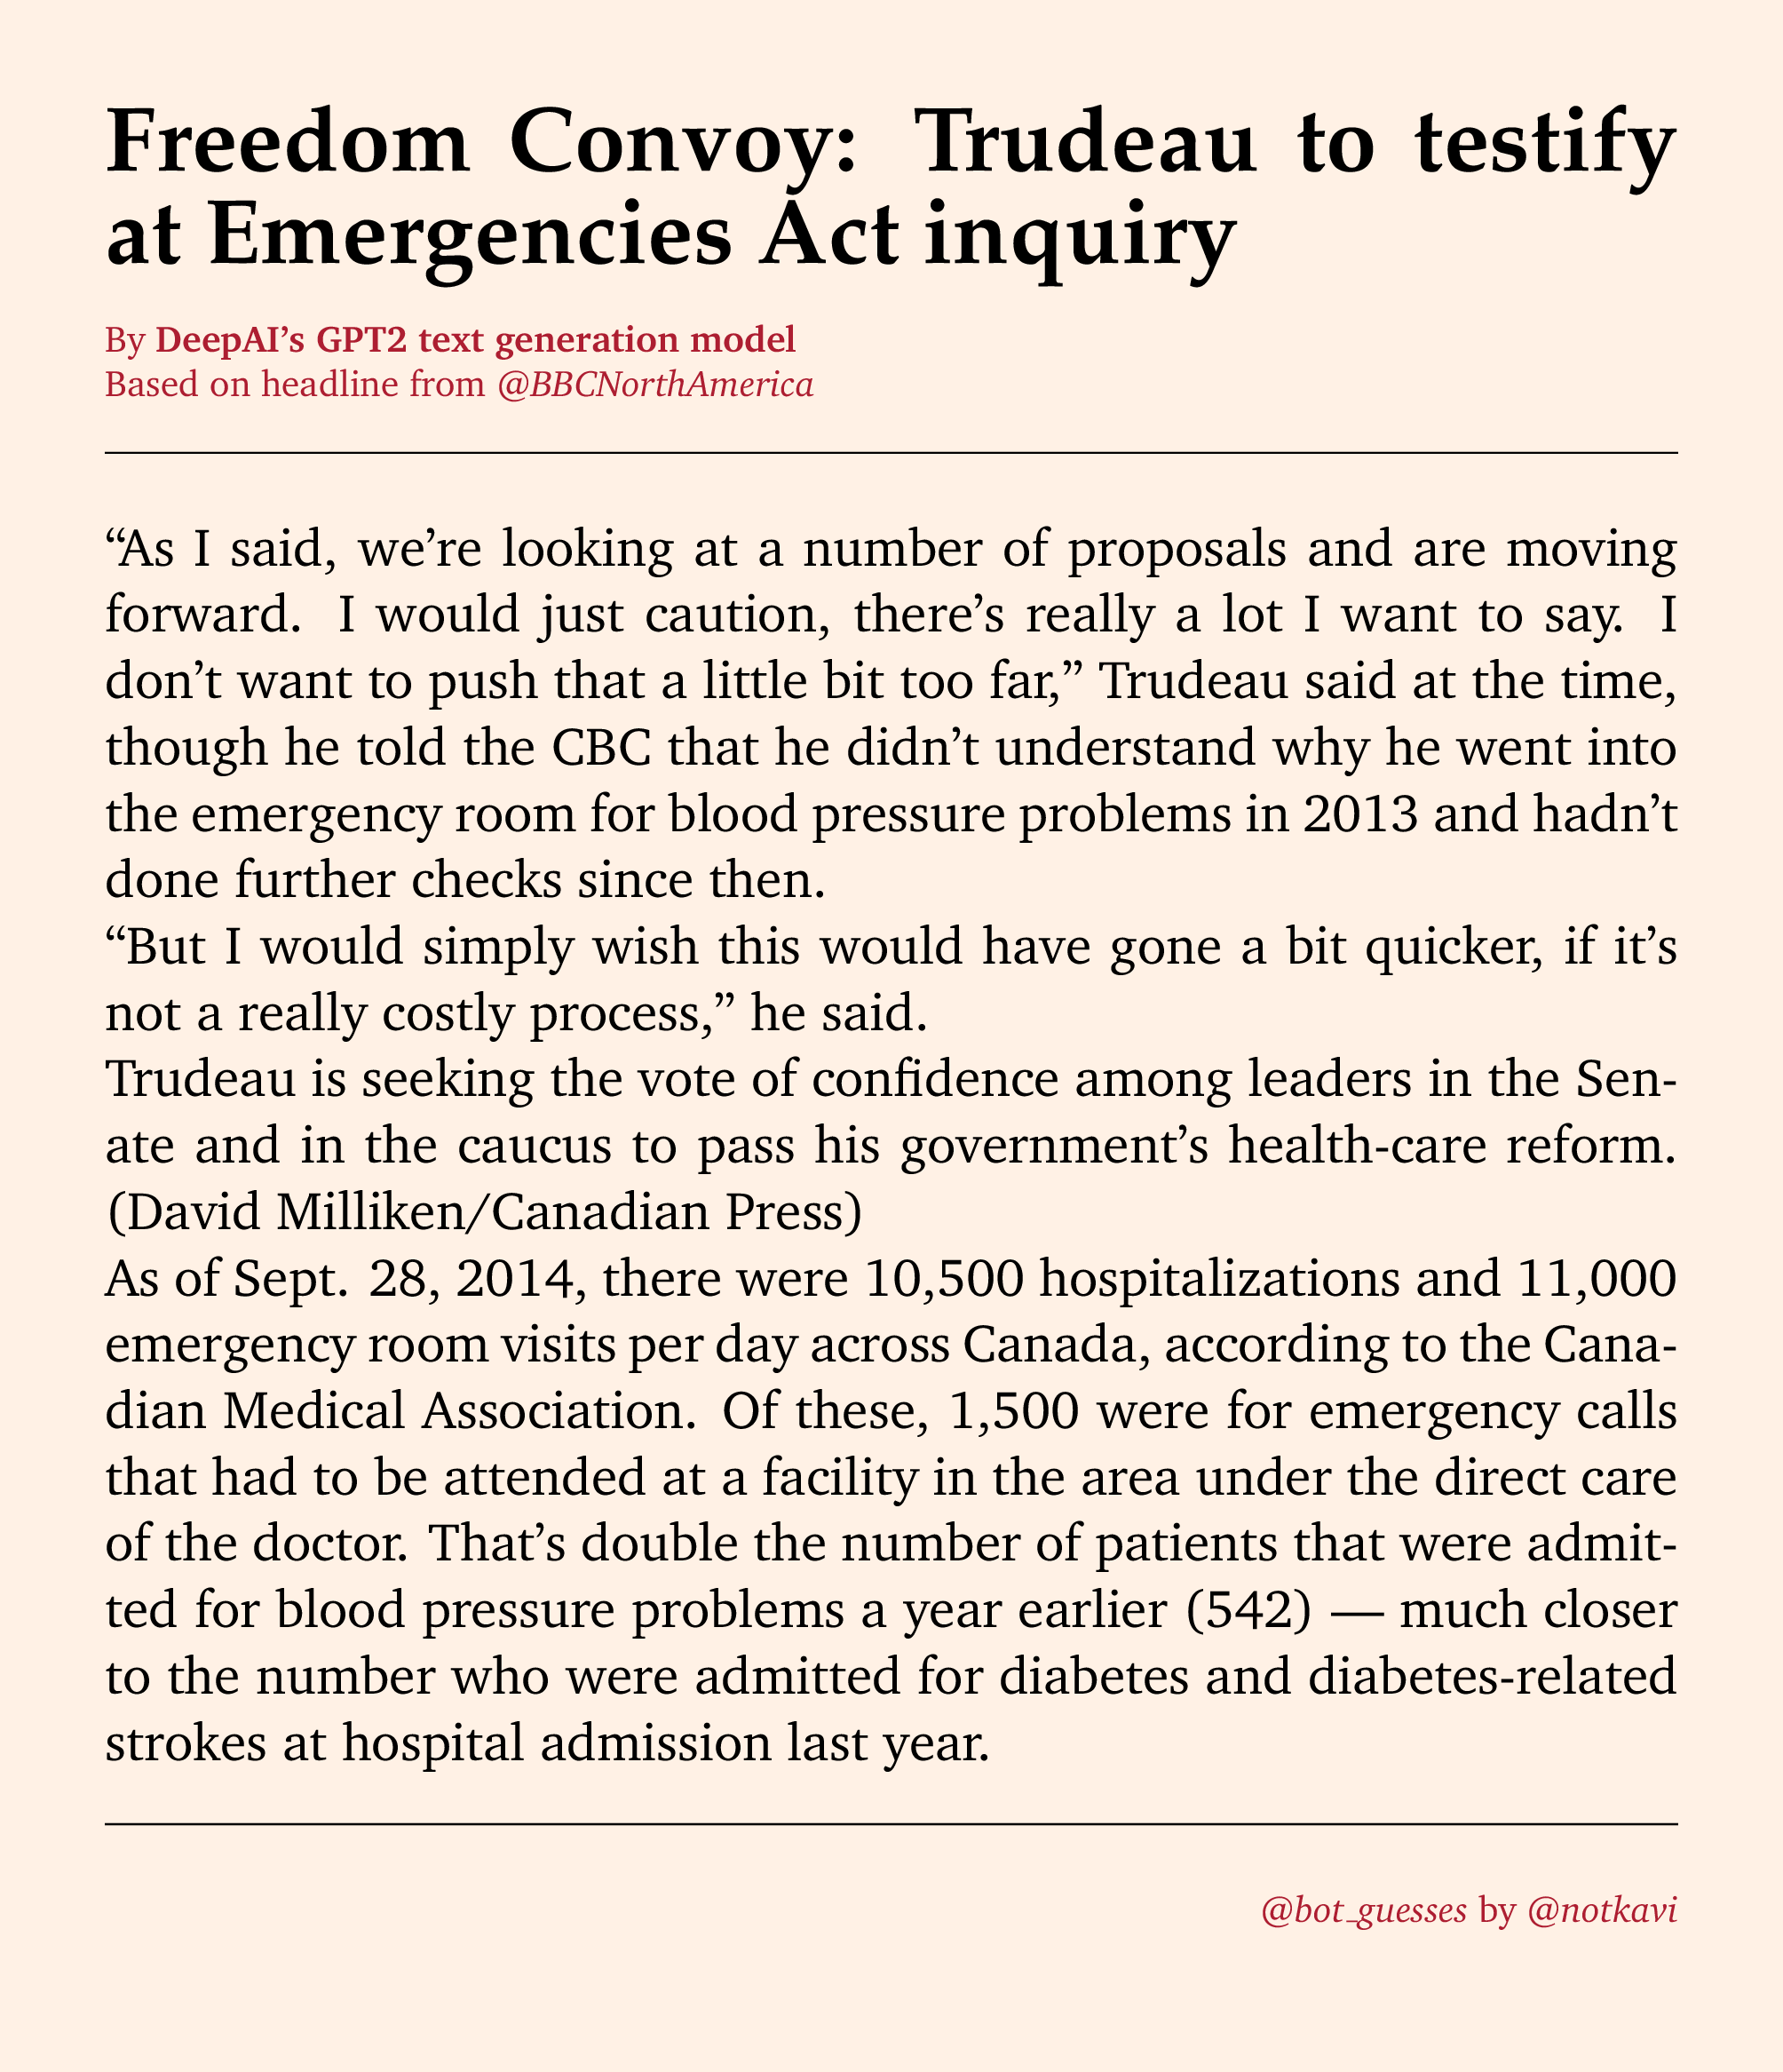 Freedom Convoy: Trudeau to testify
at Emergencies Act inquiry
By DeepAI’s GPT2 text generation model
Based on headline from @BBCNorthAmerica
“As I said, we’re looking at a number of proposals and are moving
forward. I would just caution, there’s really a lot I want to say. I
don’t want to push that a little bit too far,” Trudeau said at the time,
though he told the CBC that he didn’t understand why he went into
the emergency room for blood pressure problems in 2013 and hadn’t
done further checks since then.
“But I would simply wish this would have gone a bit quicker, if it’s
not a really costly process,” he said.
Trudeau is seeking the vote of confidence among leaders in the Sen-
ate and in the caucus to pass his government’s health-care reform.
(David Milliken/Canadian Press)
As of Sept. 28, 2014, there were 10,500 hospitalizations and 11,000
emergency room visits per day across Canada, according to the Cana-
dian Medical Association. Of these, 1,500 were for emergency calls
that had to be attended at a facility in the area under the direct care
of the doctor. That’s double the number of patients that were admit-
ted for blood pressure problems a year earlier (542) — much closer
to the number who were admitted for diabetes and diabetes-related
strokes at hospital admission last year.
@bot_guesses by @notkavi